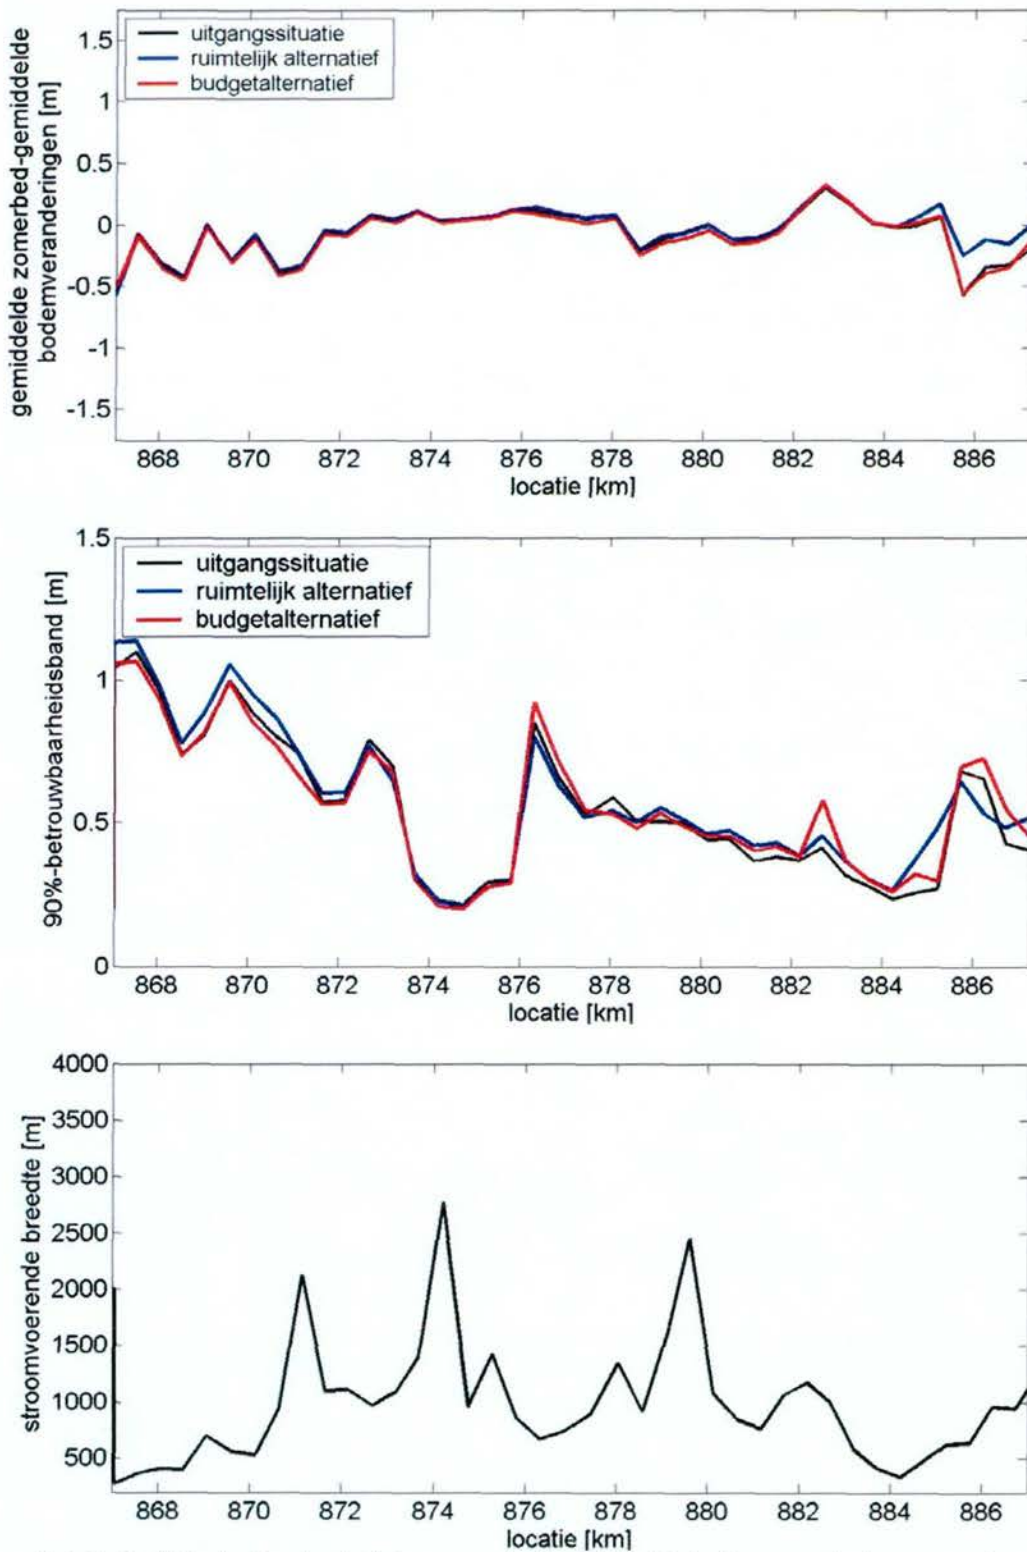 uitgangssituatie
ruimtelijk alternatief
budgetalternatief
gemiddelde zomerbed-gemiddelde
bodemveranderingen [m]
1.5
1
0.5
0
-0.5
-1
-1.5
868 870 872 874 876 878 880 882 884 886
locatie [km]
uitgangssituatie
ruimtelijk alternatief
budgetalternatief
90%-betrouwbaarheidsband [m]
1.5
1
0.5
0
868 870 872 874 876 878 880 882 884 886
locatie [km]
stroomvoerende breedte [m]
4000
3500
3000
2500
2000
1500
1000
500
868 870 872 874 876 878 880 882 884 886
locatie [km]